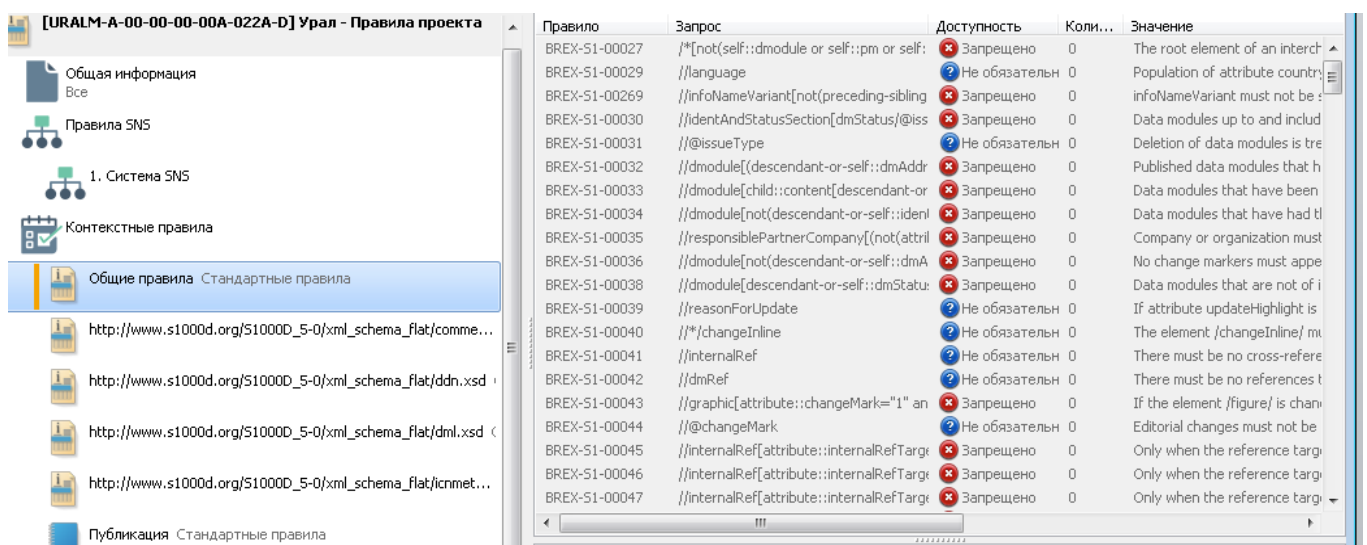 [URALM-A-00-00-00-00A-022A-D] Урал - Правила проекта
Общая информация
Все
Правила SNS
1. Система SNS
Контекстные правила
Общие правила Стандартные правила
http://www.s1000d.org/S1000D_5-0/xml_schema_flat/comme...
http://www.s1000d.org/S1000D_5-0/xml_schema_flat/ddn.xsd
http://www.s1000d.org/S1000D_5-0/xml_schema_flat/dml.xsd
http://www.s1000d.org/S1000D_5-0/xml_schema_flat/icnmet...
Публикация Стандартные правила
Правило Запрос Доступность Коли... Значение
BREX-S1-00027 /*[not(self::dmodule or self::pm or self: Запрещено 0 The root element of an interch
BREX-S1-00029 //language Не обязательн 0 Population of attribute country
BREX-S1-00269 //infoNameVariant[not(preceding-sibling Запрещено 0 infoNameVariant must not be s
BREX-S1-00030 //identAndStatusSection[dmStatus/@iss Запрещено 0 Data modules up to and includ
BREX-S1-00031 //@issueType Не обязательн 0 Deletion of data modules is tre
BREX-S1-00032 //dmodule[(descendant-or-self::dmAddr Запрещено 0 Published data modules that h
BREX-S1-00033 //dmodule[child::content[descendant-or Запрещено 0 Data modules that have been
BREX-S1-00034 //dmodule[not(descendant-or-self::ident Запрещено 0 Data modules that have had th
BREX-S1-00035 //responsiblePartnerCompany[(not(attril Запрещено 0 Company or organization must
BREX-S1-00036 //dmodule[not(descendant-or-self::dmA Запрещено 0 No change markers must appe
BREX-S1-00038 //dmodule[descendant-or-self::dmStatu: Запрещено 0 Data modules that are not of i
BREX-S1-00039 //reasonForUpdate Не обязательн 0 If attribute updateHighlight is
BREX-S1-00040 //*/changeInline Не обязательн 0 The element /changeInline/ mu
BREX-S1-00041 //internalRef Не обязательн 0 There must be no cross-refere
BREX-S1-00042 //dmRef Не обязательн 0 There must be no references t
BREX-S1-00043 //graphic[attribute::changeMark="1" an Запрещено 0 If the element /figure/ is chan
BREX-S1-00044 //@changeMark Не обязательн 0 Editorial changes must not be
BREX-S1-00045 //internalRef[attribute::internalRefTarge Запрещено 0 Only when the reference targ
BREX-S1-00046 //internalRef[attribute::internalRefTarge Запрещено 0 Only when the reference targ
BREX-S1-00047 //internalRef[attribute::internalRefTarge Запрещено 0 Only when the reference targ